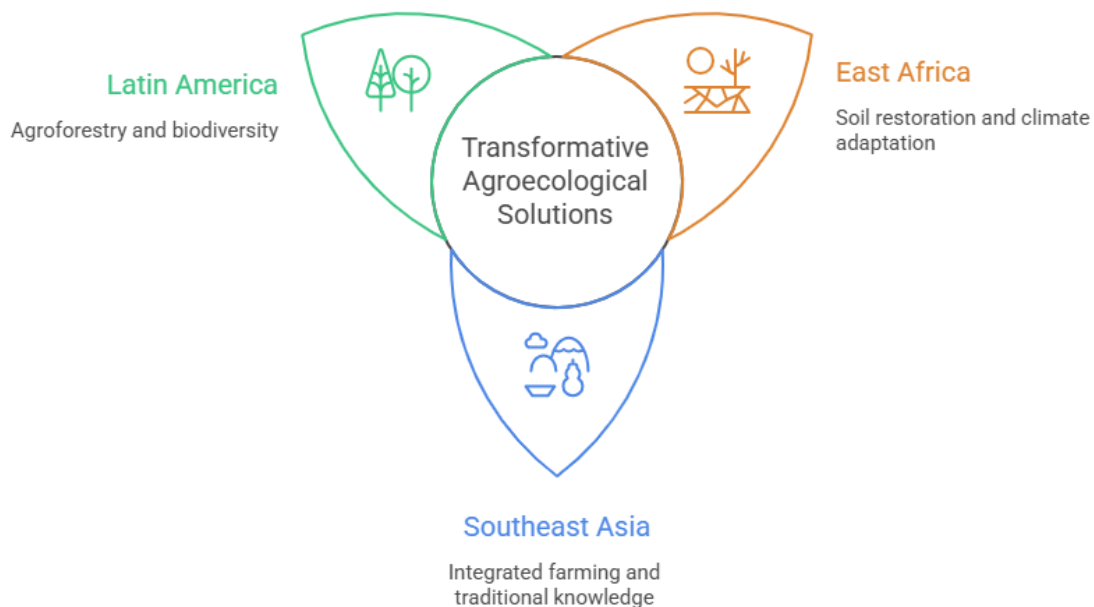 Latin America
Agroforestry and biodiversity
Transformative
Agroecological
Solutions
East Africa
Soil restoration and climate
adaptation
Southeast Asia
Integrated farming and
traditional knowledge